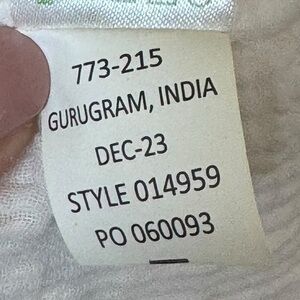 773-215
GURUGRAM, INDIA
DEC-23
STYLE 014959
PO 060093